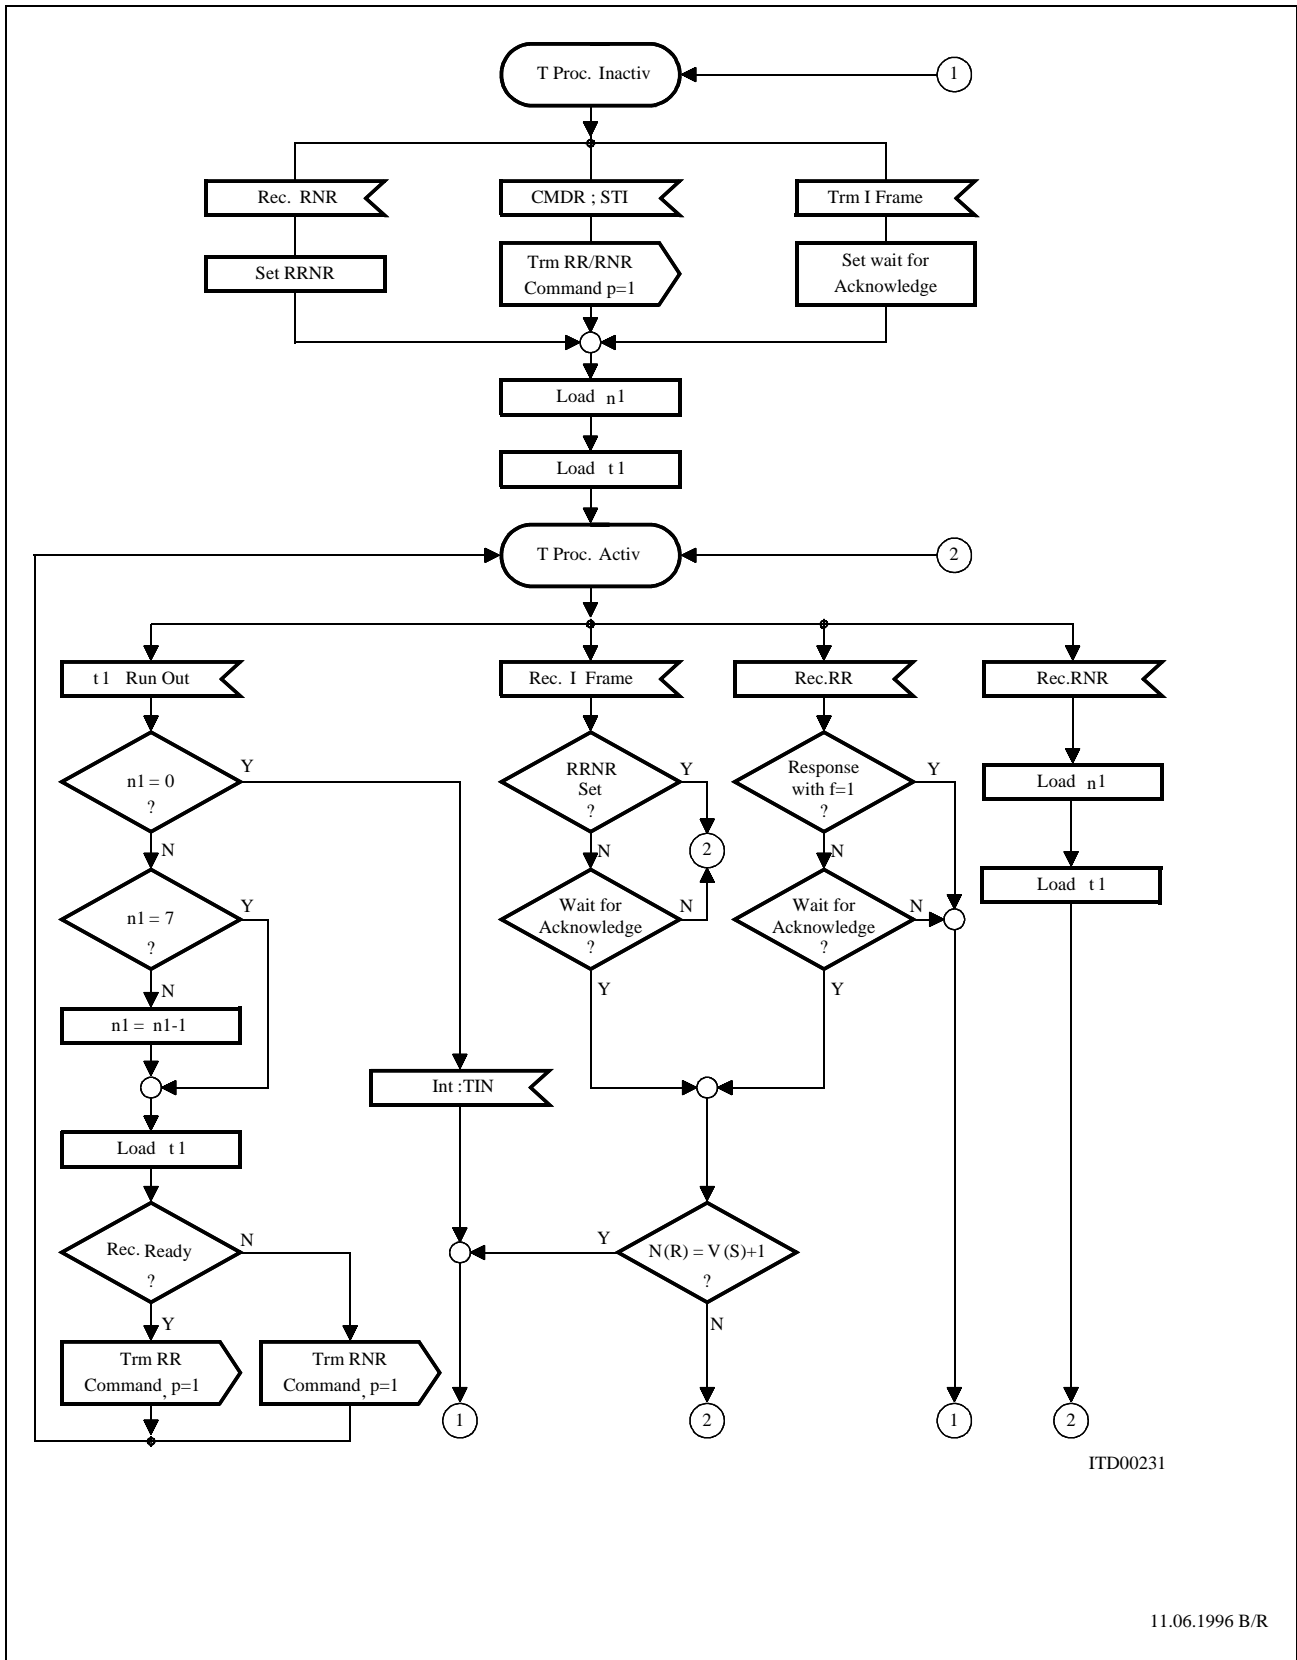 T Proc. Inactiv
1
Rec. RNR
CMDR ; STI
Trm I Frame
Set RRNR
Trm RR/RNR
Command p=1
Set wait for
Acknowledge
Load n1
Load t1
T Proc. Activ
2
t1 Run Out
Rec. I Frame
Rec.RR
Rec.RNR
n1 = 0
?
Y
N
RRNR
Set
?
Y
N
2
Response
with f=1
?
Y
N
Load n1
Load t1
n1 = 7
?
Y
N
Wait for
Acknowledge
?
N
Y
Wait for
Acknowledge
?
N
Y
n1 = n1-1
Int :TIN
Load t1
Rec. Ready
?
N
Y
N(R) = V(S)+1
?
Y
N
Trm RR
Command, p=1
Trm RNR
Command, p=1
1
2
1
2
ITD00231
11.06.1996 B/R